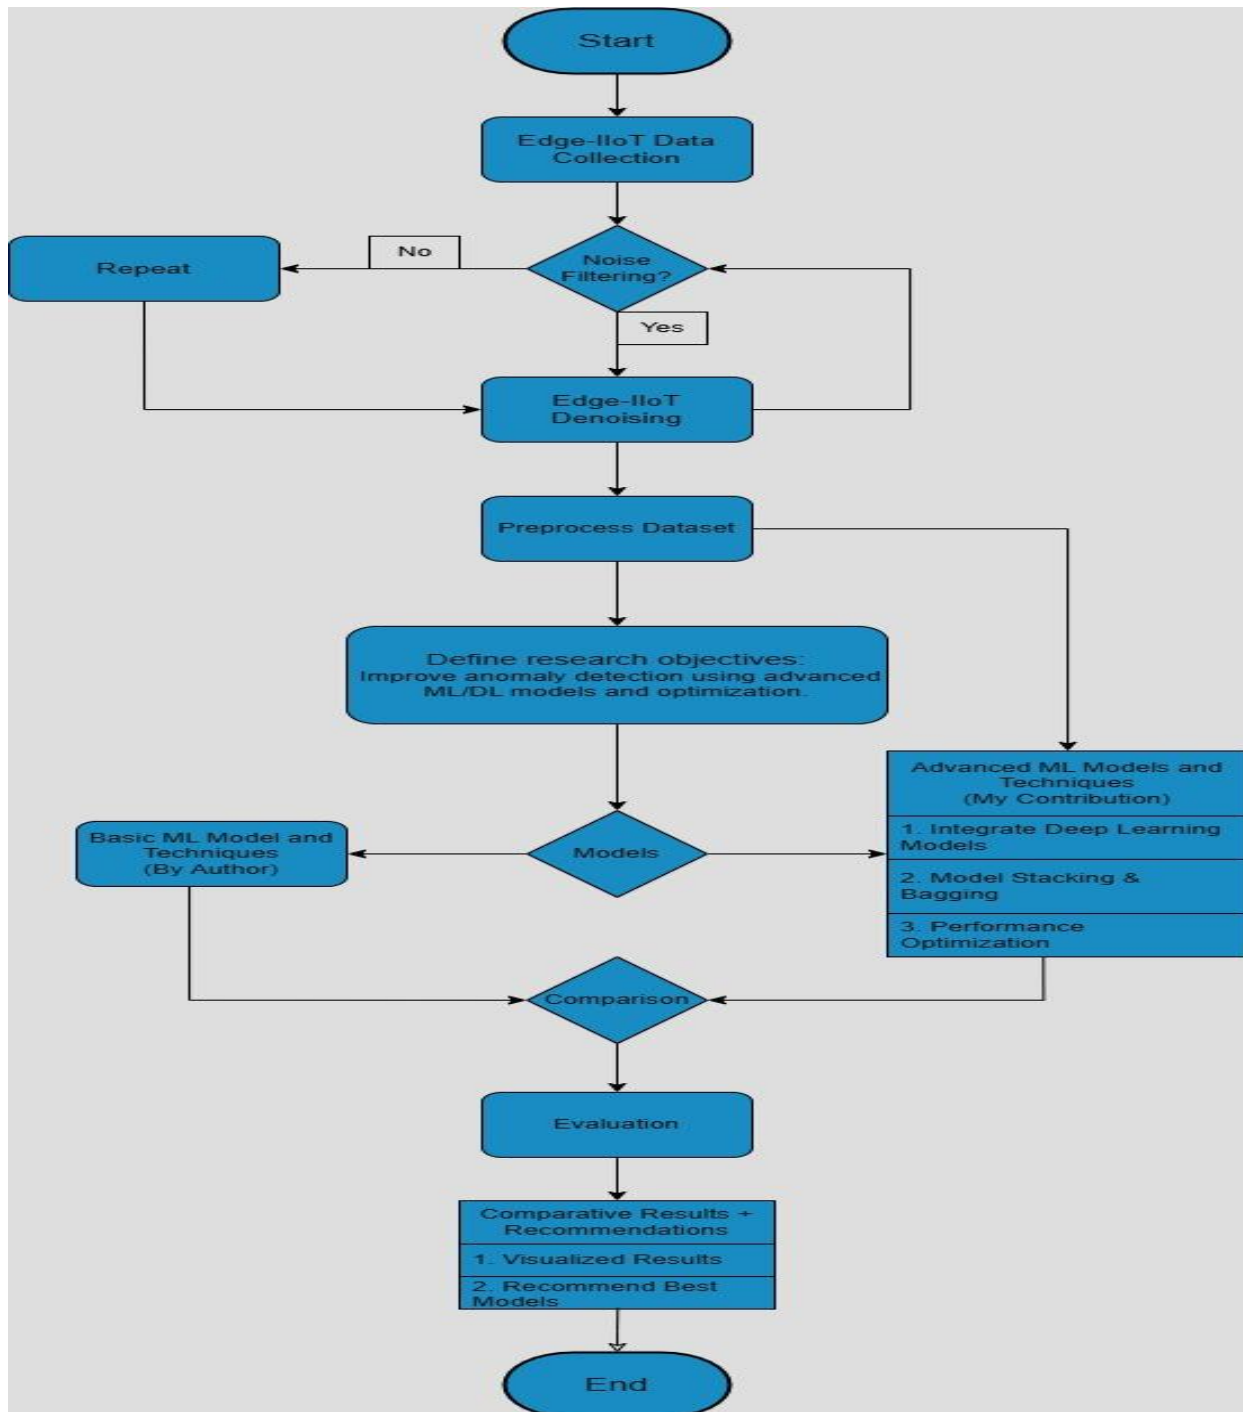 Start
Edge-IIoT Data
Collection
Noise
Filtering?
No
Repeat
Yes
Edge-IIoT
Denoising
Preprocess Dataset
Define research objectives:
Improve anomaly detection using advanced
ML/DL models and optimization.
Models
Basic ML Model and
Techniques
(By Author)
Advanced ML Models and
Techniques
(My Contribution)
1. Integrate Deep Learning
Models
2. Model Stacking &
Bagging
3. Performance
Optimization
Comparison
Evaluation
Comparative Results +
Recommendations
1. Visualized Results
2. Recommend Best
Models
End